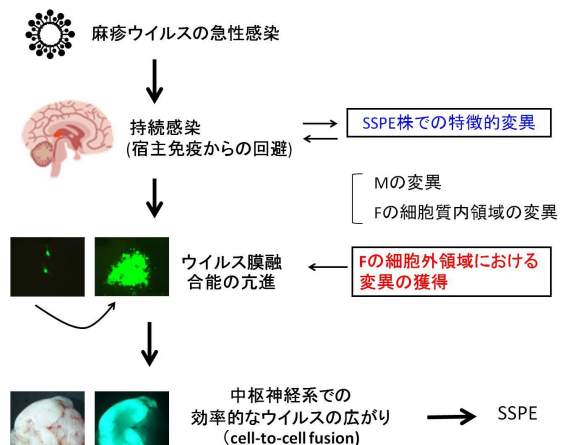 麻疹ウイルスの急性感染
持続感染
(宿主免疫からの回避)
SSPE株での特徴的変異
Mの変異
Fの細胞質内領域の変異
ウイルス膜融
合能の亢進
Fの細胞外領域における
変異の獲得
中枢神経系での
効率的なウイルスの広がり
(cell-to-cell fusion)
SSPE